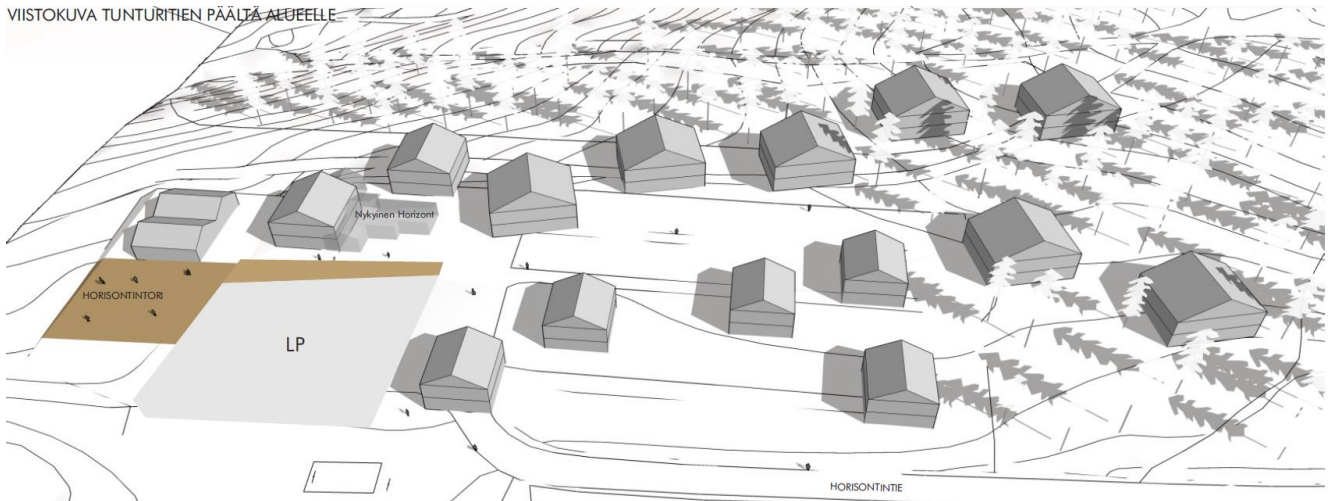 VIISTOKUVA TUNTURITIEN PÄÄLTÄ ALUEELLE
Nykyinen Horizont
HORISONTINTORI
LP
HORISONTINTIE